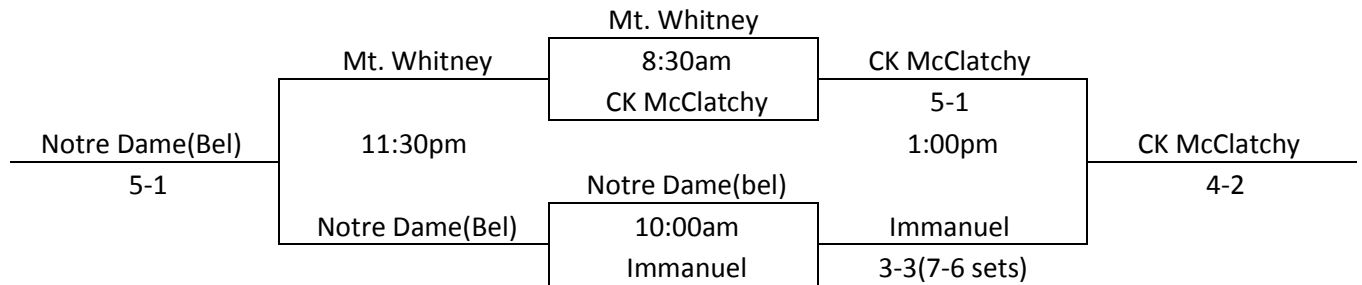 Mt. Whitney
Mt. Whitney 8:30am CK McClatchy
CK McClatchy 5-1
Notre Dame(Bel) 11:30pm 1:00pm CK McClatchy
5-1 Notre Dame(bel) 4-2
Notre Dame(Bel) 10:00am Immanuel
Immanuel 3-3(7-6 sets)